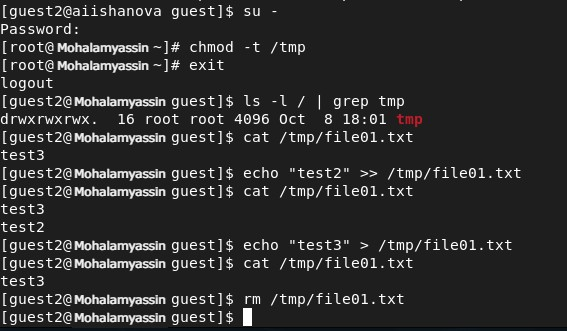 [guest2@aiishanova guest]$ su -
Password:
[root@Mohalamyassin ~]# chmod -t /tmp
[root@Mohalamyassin ~]# exit
logout
[guest2@Mohalamyassin guest]$ ls -l / | grep tmp
drwxrwxrwx.  16 root root 4096 Oct  8 18:01 tmp
[guest2@Mohalamyassin guest]$ cat /tmp/file01.txt
test3
[guest2@Mohalamyassin guest]$ echo "test2" >> /tmp/file01.txt
[guest2@Mohalamyassin guest]$ cat /tmp/file01.txt
test3
test2
[guest2@Mohalamyassin guest]$ echo "test3" > /tmp/file01.txt
[guest2@Mohalamyassin guest]$ cat /tmp/file01.txt
test3
[guest2@Mohalamyassin guest]$ rm /tmp/file01.txt
[guest2@Mohalamyassin guest]$